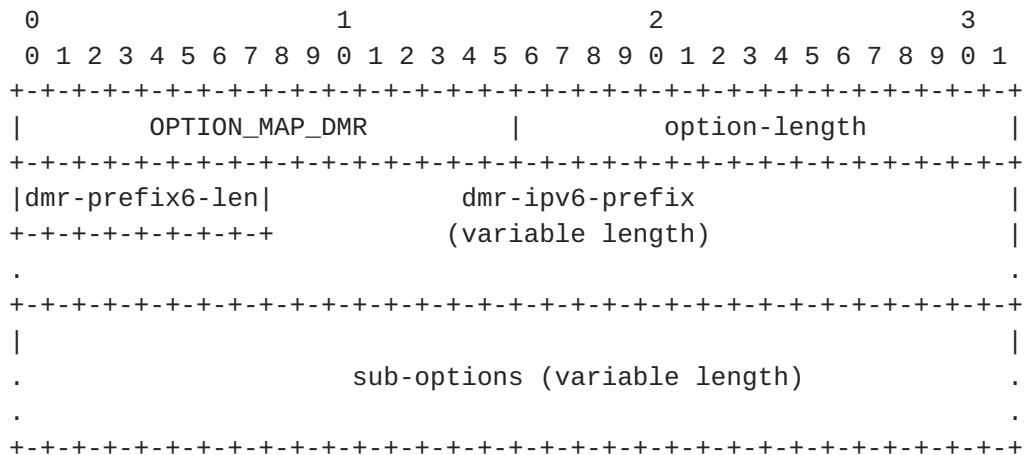 0                   1                   2                   3
 0 1 2 3 4 5 6 7 8 9 0 1 2 3 4 5 6 7 8 9 0 1 2 3 4 5 6 7 8 9 0 1
+-+-+-+-+-+-+-+-+-+-+-+-+-+-+-+-+-+-+-+-+-+-+-+-+-+-+-+-+-+-+-+-+
|        OPTION_MAP_DMR         |         option-length         |
+-+-+-+-+-+-+-+-+-+-+-+-+-+-+-+-+-+-+-+-+-+-+-+-+-+-+-+-+-+-+-+-+
|dmr-prefix6-len|            dmr-ipv6-prefix                    |
+-+-+-+-+-+-+-+-+           (variable length)                   |
.                                                               .
+-+-+-+-+-+-+-+-+-+-+-+-+-+-+-+-+-+-+-+-+-+-+-+-+-+-+-+-+-+-+-+-+
|                                                               |
.                     sub-options (variable length)             .
.                                                               .
+-+-+-+-+-+-+-+-+-+-+-+-+-+-+-+-+-+-+-+-+-+-+-+-+-+-+-+-+-+-+-+-+